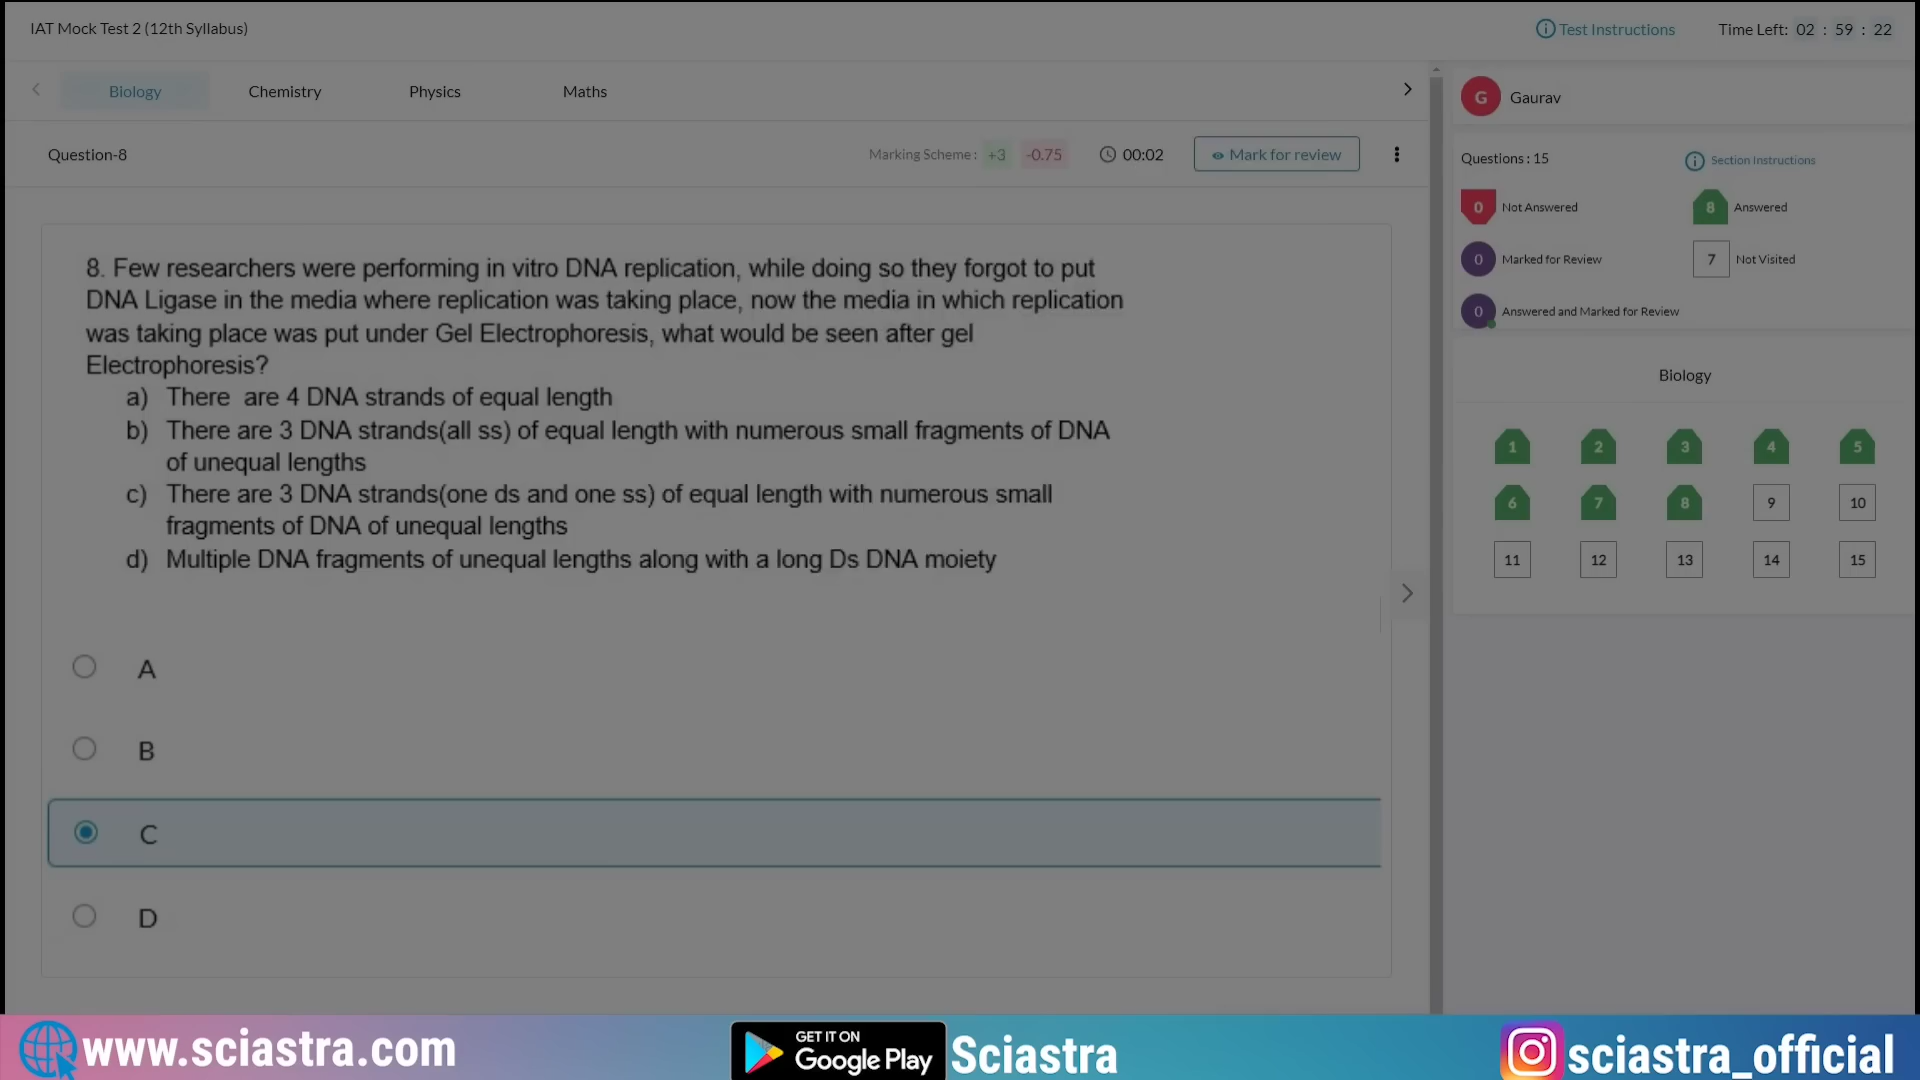 IAT Mock Test 2 (12th Syllabus)
Test Instructions
Time Left: 02 : 59 : 22
Biology
Chemistry
Physics
Maths
G
Gaurav
Question-8
Marking Scheme : +3 -0.75
00:02
Mark for review
Questions : 15
Section Instructions
0 Not Answered
8 Answered
0 Marked for Review
7 Not Visited
0 Answered and Marked for Review
8. Few researchers were performing in vitro DNA replication, while doing so they forgot to put
DNA Ligase in the media where replication was taking place, now the media in which replication
was taking place was put under Gel Electrophoresis, what would be seen after gel
Electrophoresis?
a) There are 4 DNA strands of equal length
b) There are 3 DNA strands(all ss) of equal length with numerous small fragments of DNA
of unequal lengths
c) There are 3 DNA strands(one ds and one ss) of equal length with numerous small
fragments of DNA of unequal lengths
d) Multiple DNA fragments of unequal lengths along with a long Ds DNA moiety
A
B
C
D
Biology
1 2 3 4 5
6 7 8 9 10
11 12 13 14 15
www.sciastra.com
GET IT ON
Google Play
Sciastra
sciastra_official